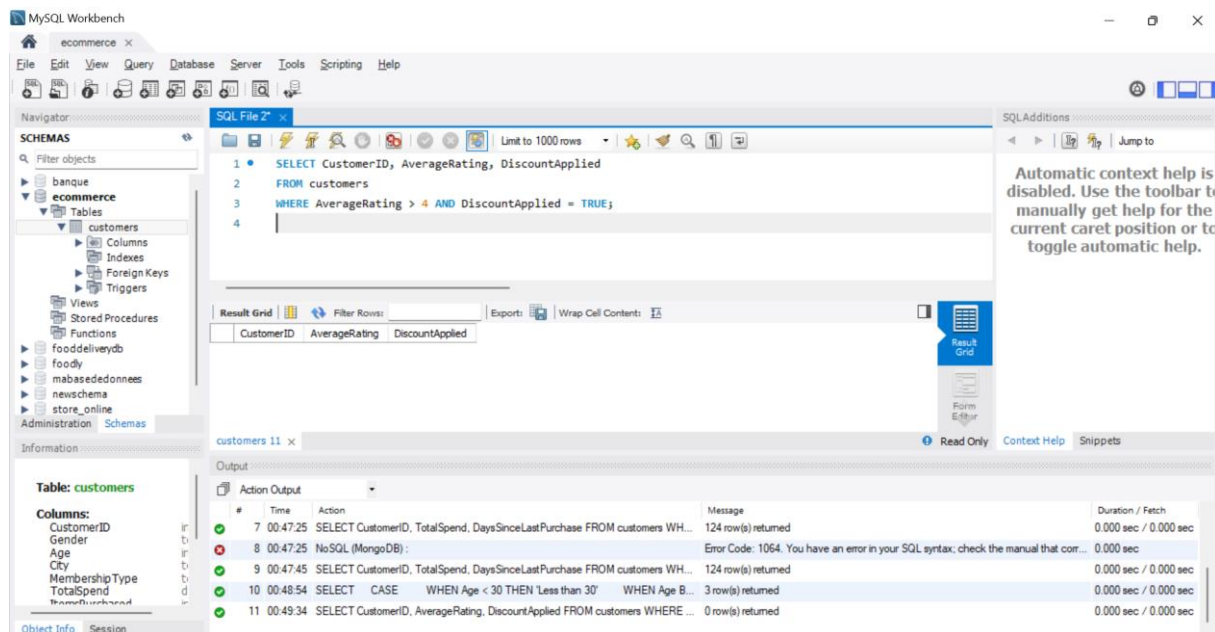 MySQL Workbench
ecommerce
File Edit View Query Database Server Tools Scripting Help
Navigator
SCHEMAS
Filter objects
banque
ecommerce
Tables
customers
Columns
Indexes
Foreign Keys
Triggers
Views
Stored Procedures
Functions
fooddeliverydb
foodly
mabasededonnees
newschema
store_online
Administration Schemas
Information
Table: customers
Columns:
CustomerID
Gender
Age
City
MembershipType
TotalSpend
ItemsPurchased
Object Info Session
SQL File 2*
Limit to 1000 rows
1 SELECT CustomerID, AverageRating, DiscountApplied
2 FROM customers
3 WHERE AverageRating > 4 AND DiscountApplied = TRUE;
4
Result Grid Filter Rows: Export: Wrap Cell Content:
CustomerID AverageRating DiscountApplied
Result Grid
Form Editor
customers 11
Read Only
Output
Action Output
# Time Action Message Duration / Fetch
7 00:47:25 SELECT CustomerID, TotalSpend, DaysSinceLastPurchase FROM customers WH... 124 row(s) returned 0.000 sec / 0.000 sec
8 00:47:25 NoSQL (MongoDB) : Error Code: 1064. You have an error in your SQL syntax; check the manual that corr... 0.000 sec
9 00:47:45 SELECT CustomerID, TotalSpend, DaysSinceLastPurchase FROM customers WH... 124 row(s) returned 0.000 sec / 0.000 sec
10 00:48:54 SELECT CASE WHEN Age < 30 THEN 'Less than 30' WHEN Age B... 3 row(s) returned 0.000 sec / 0.000 sec
11 00:49:34 SELECT CustomerID, AverageRating, DiscountApplied FROM customers WHERE ... 0 row(s) returned 0.000 sec / 0.000 sec
SQLAdditions
Jump to
Automatic context help is
disabled. Use the toolbar to
manually get help for the
current caret position or to
toggle automatic help.
Context Help Snippets